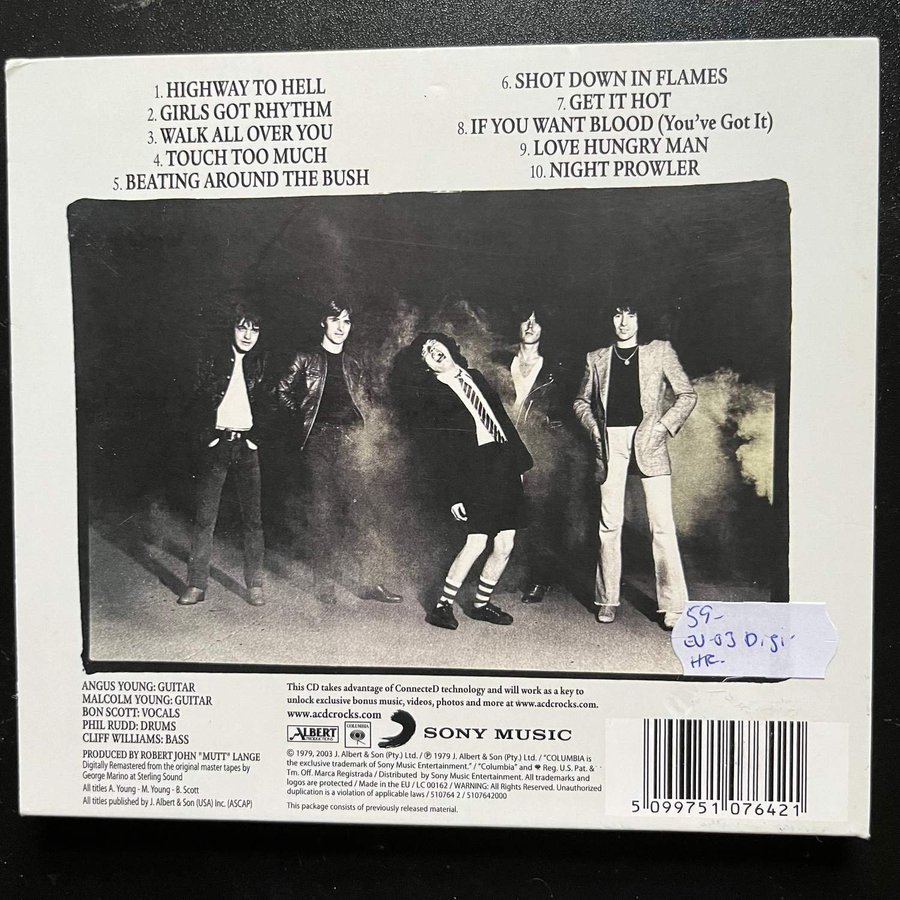 1. HIGHWAY TO HELL
2. GIRLS GOT RHYTHM
3. WALK ALL OVER YOU
4. TOUCH TOO MUCH
5. BEATING AROUND THE BUSH
6. SHOT DOWN IN FLAMES
7. GET IT HOT
8. IF YOU WANT BLOOD (You've Got It)
9. LOVE HUNGRY MAN
10. NIGHT PROWLER
59-
EU-03 Digi-
HR.
ANGUS YOUNG: GUITAR
MALCOLM YOUNG: GUITAR
BON SCOTT: VOCALS
PHIL RUDD: DRUMS
CLIFF WILLIAMS: BASS
PRODUCED BY ROBERT JOHN "MUTT" LANGE
Digitally Remastered from the original master tapes by
George Marino at Sterling Sound
All titles A. Young - M. Young - B. Scott
All titles published by J. Albert & Son (USA) Inc. (ASCAP)
This CD takes advantage of ConnecteD technology and will work as a key to
unlock exclusive bonus music, videos, photos and more at www.acdcrocks.com.
www.acdcrocks.com
ALBERT
PRODUCTIONS
COLUMBIA
SONY MUSIC
© 1979, 2003 J. Albert & Son (Pty.) Ltd. / ℗ 1979 J. Albert & Son (Pty.) Ltd. / "COLUMBIA is
the exclusive trademark of Sony Music Entertainment." / "Columbia" and Reg. U.S. Pat. &
Tm. Off. Marca Registrada / Distributed by Sony Music Entertainment. All trademarks and
logos are protected / Made in the EU / LC 00162 / WARNING: All Rights Reserved. Unauthorized
duplication is a violation of applicable laws / 510764 2 / 5107642000
This package consists of previously released material.
5 099751 076421